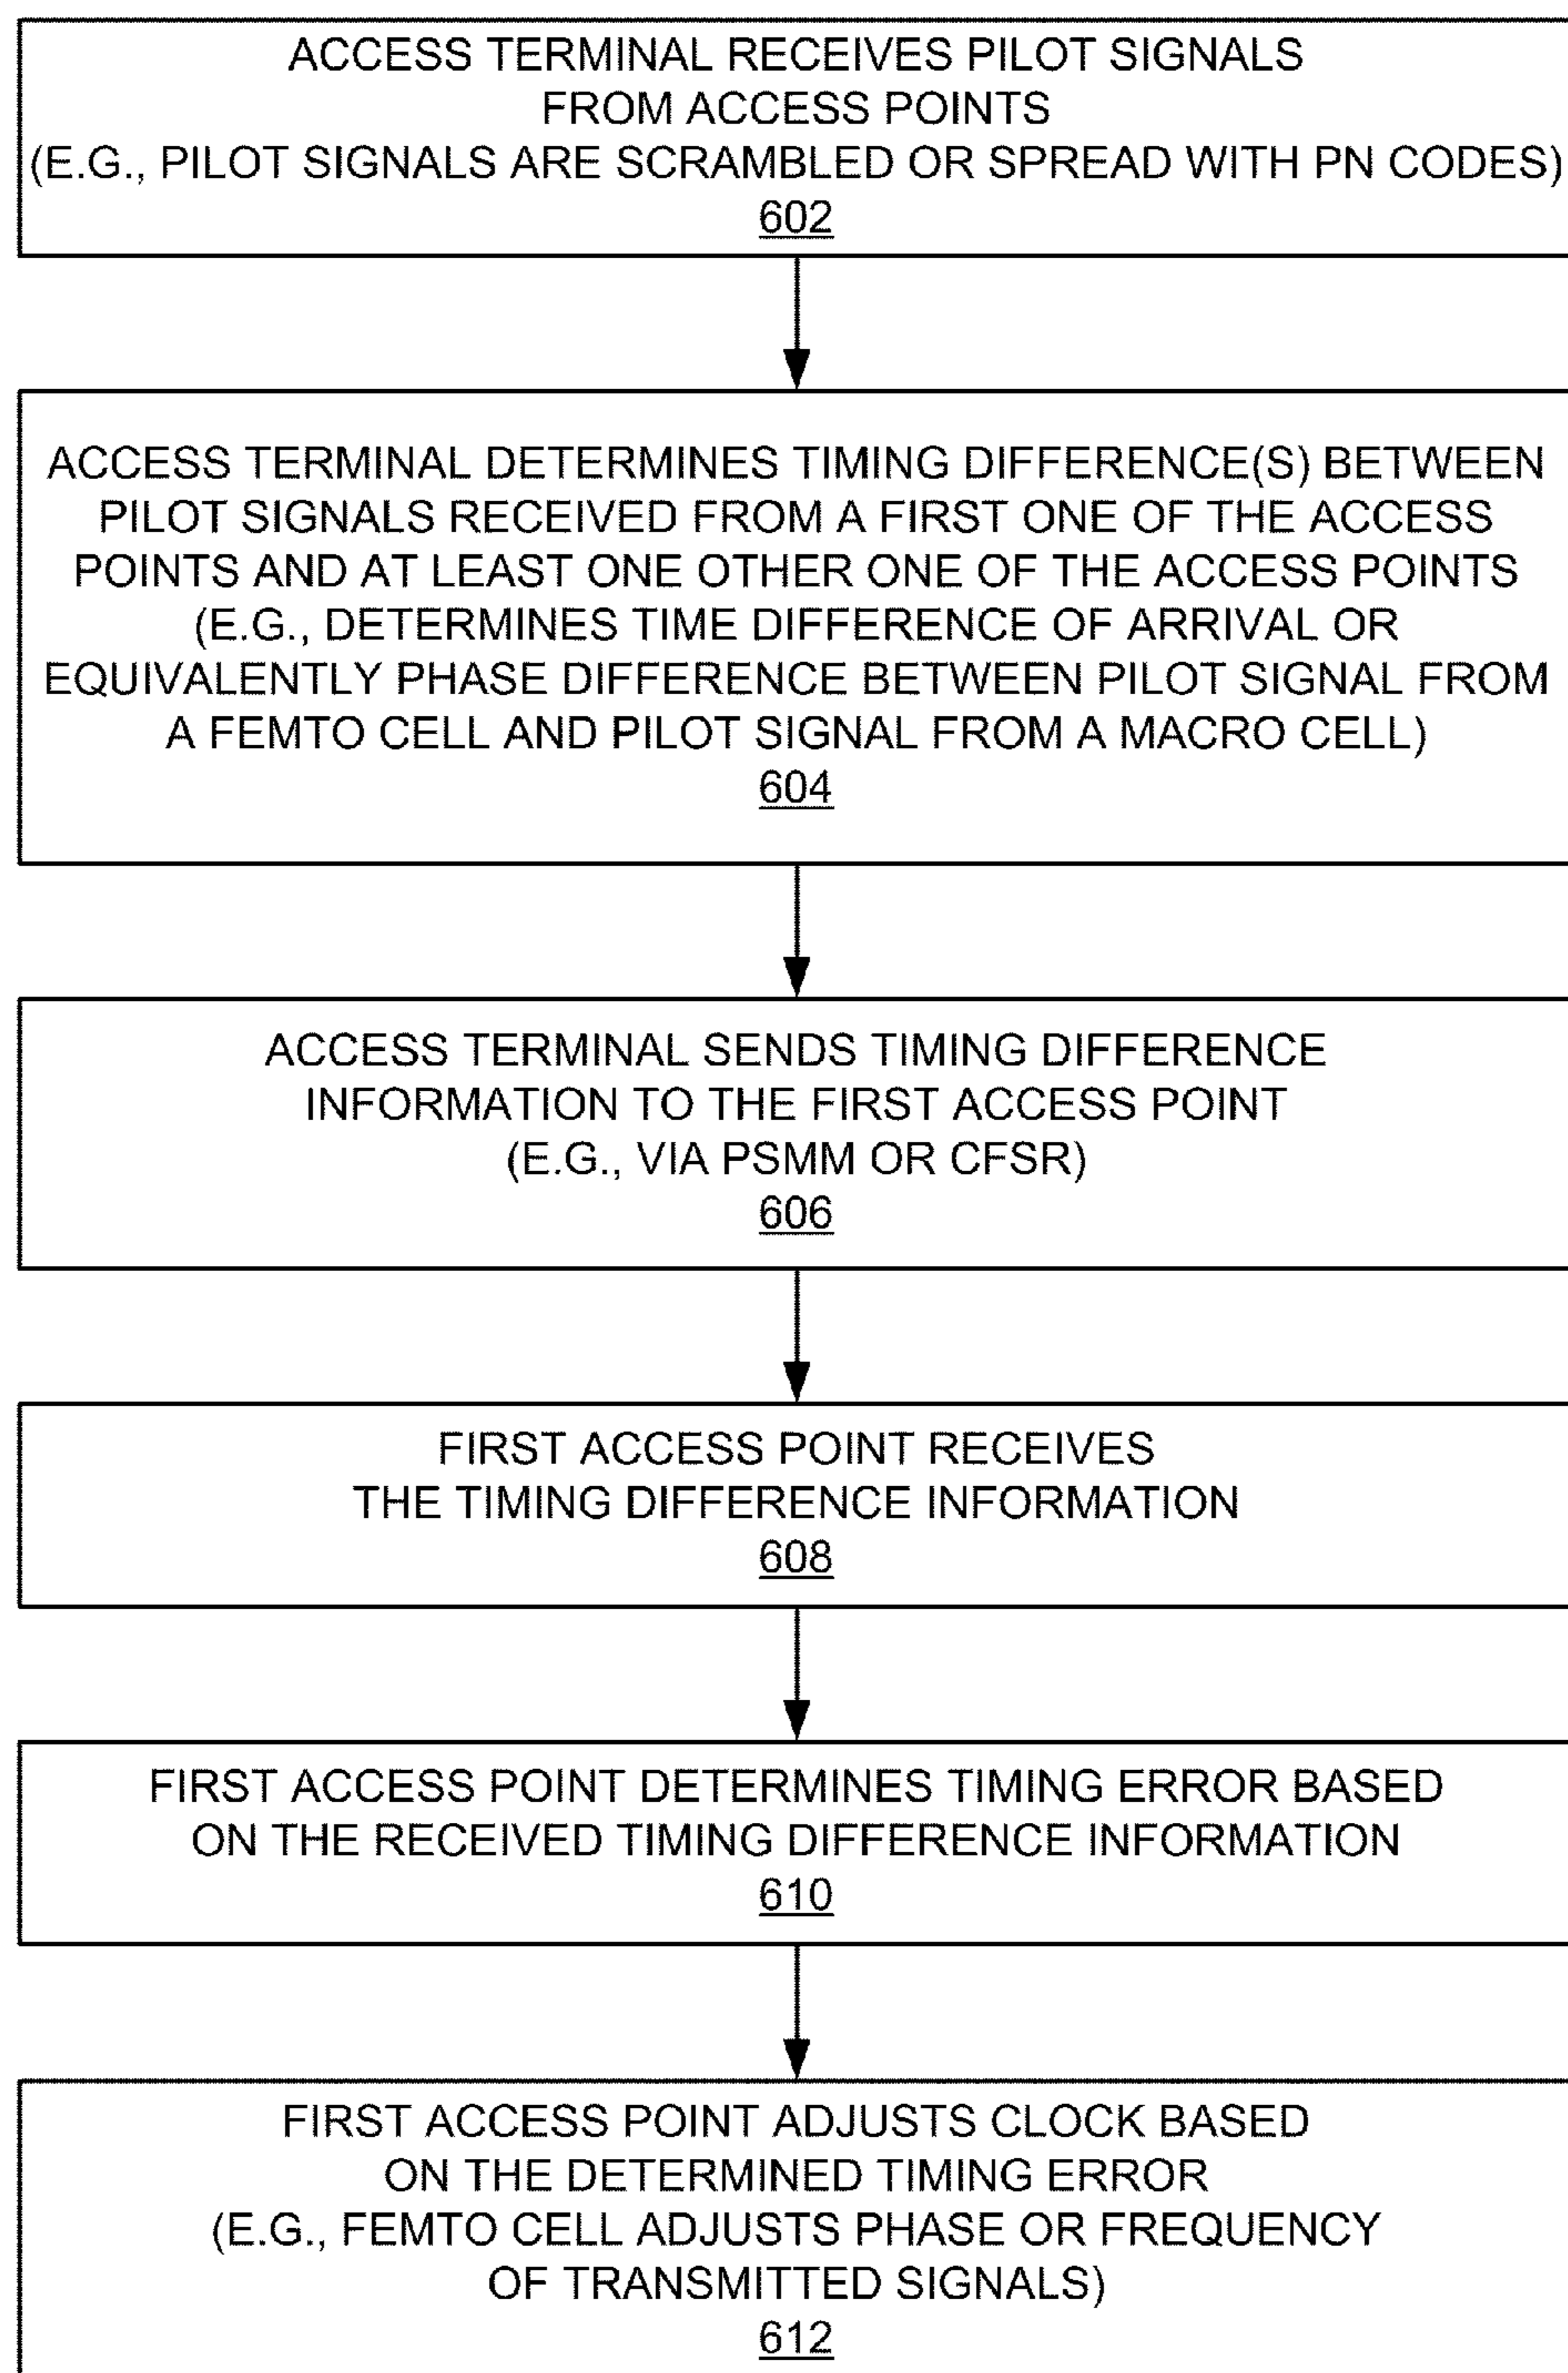 ACCESS TERMINAL RECEIVES PILOT SIGNALS
FROM ACCESS POINTS
(E.G., PILOT SIGNALS ARE SCRAMBLED OR SPREAD WITH PN CODES)
602
ACCESS TERMINAL DETERMINES TIMING DIFFERENCE(S) BETWEEN
PILOT SIGNALS RECEIVED FROM A FIRST ONE OF THE ACCESS
POINTS AND AT LEAST ONE OTHER ONE OF THE ACCESS POINTS
(E.G., DETERMINES TIME DIFFERENCE OF ARRIVAL OR
EQUIVALENTLY PHASE DIFFERENCE BETWEEN PILOT SIGNAL FROM
A FEMTO CELL AND PILOT SIGNAL FROM A MACRO CELL)
604
ACCESS TERMINAL SENDS TIMING DIFFERENCE
INFORMATION TO THE FIRST ACCESS POINT
(E.G., VIA PSMM OR CFSR)
606
FIRST ACCESS POINT RECEIVES
THE TIMING DIFFERENCE INFORMATION
608
FIRST ACCESS POINT DETERMINES TIMING ERROR BASED
ON THE RECEIVED TIMING DIFFERENCE INFORMATION
610
FIRST ACCESS POINT ADJUSTS CLOCK BASED
ON THE DETERMINED TIMING ERROR
(E.G., FEMTO CELL ADJUSTS PHASE OR FREQUENCY
OF TRANSMITTED SIGNALS)
612